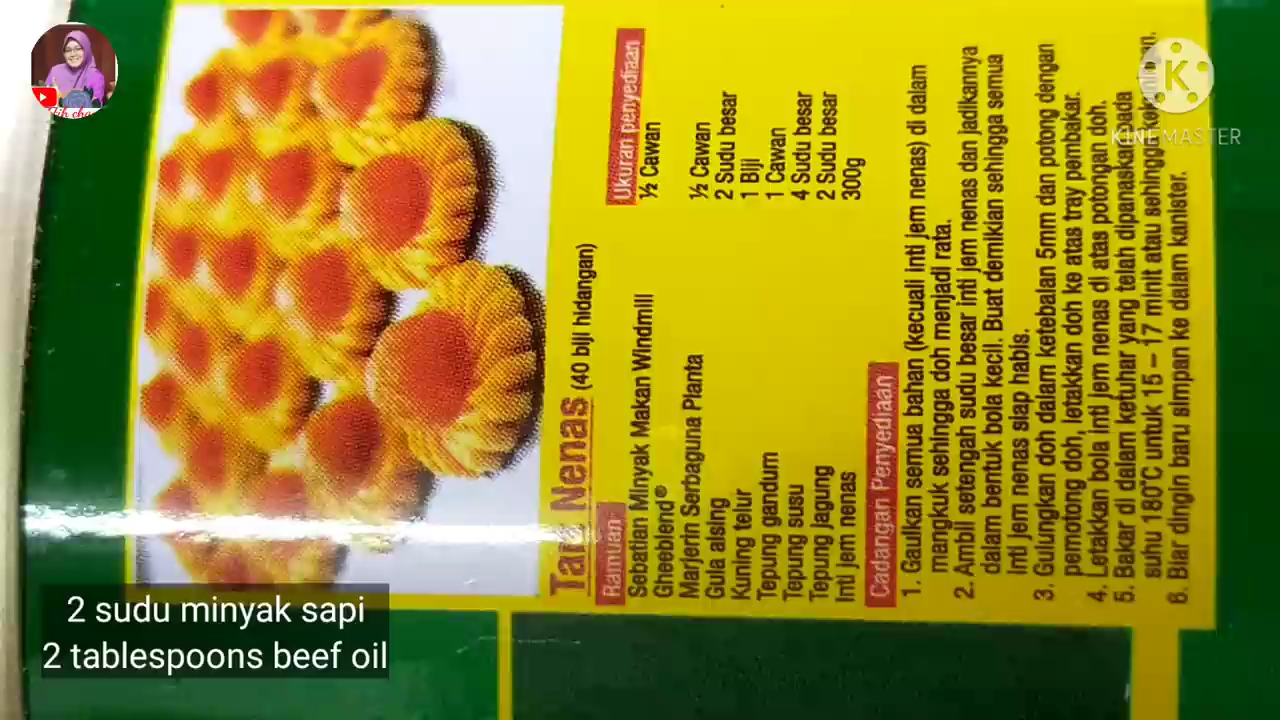 Tart Nenas (40 biji hidangan)
Ramuan Ukuran penyediaan
Sebatian Minyak Makan Windmill ½ Cawan
Gheeblend®
Marjerin Serbaguna Planta ½ Cawan
Gula aising 2 Sudu besar
Kuning telur 1 Biji
Tepung gandum 1 Cawan
Tepung susu 4 Sudu besar
Tepung jagung 2 Sudu besar
Inti jem nenas 300g
Cadangan Penyediaan
1. Gaulkan semua bahan (kecuali inti jem nenas) di dalam
mangkuk sehingga doh menjadi rata.
2. Ambil setengah sudu besar inti jem nenas dan jadikannya
dalam bentuk bola kecil. Buat demikian sehingga semua
inti jem nenas siap habis.
3. Gulungkan doh dalam ketebalan 5mm dan potong dengan
pemotong doh, letakkan doh ke atas tray pembakar.
4. Letakkan bola inti jem nenas di atas potongan doh.
5. Bakar di dalam ketuhar yang telah dipanaskan pada
suhu 180°C untuk 15 – 17 minit atau sehingga
6. Biar dingin baru simpan ke dalam kanister.
K
KINEMASTER
2 sudu minyak sapi
2 tablespoons beef oil